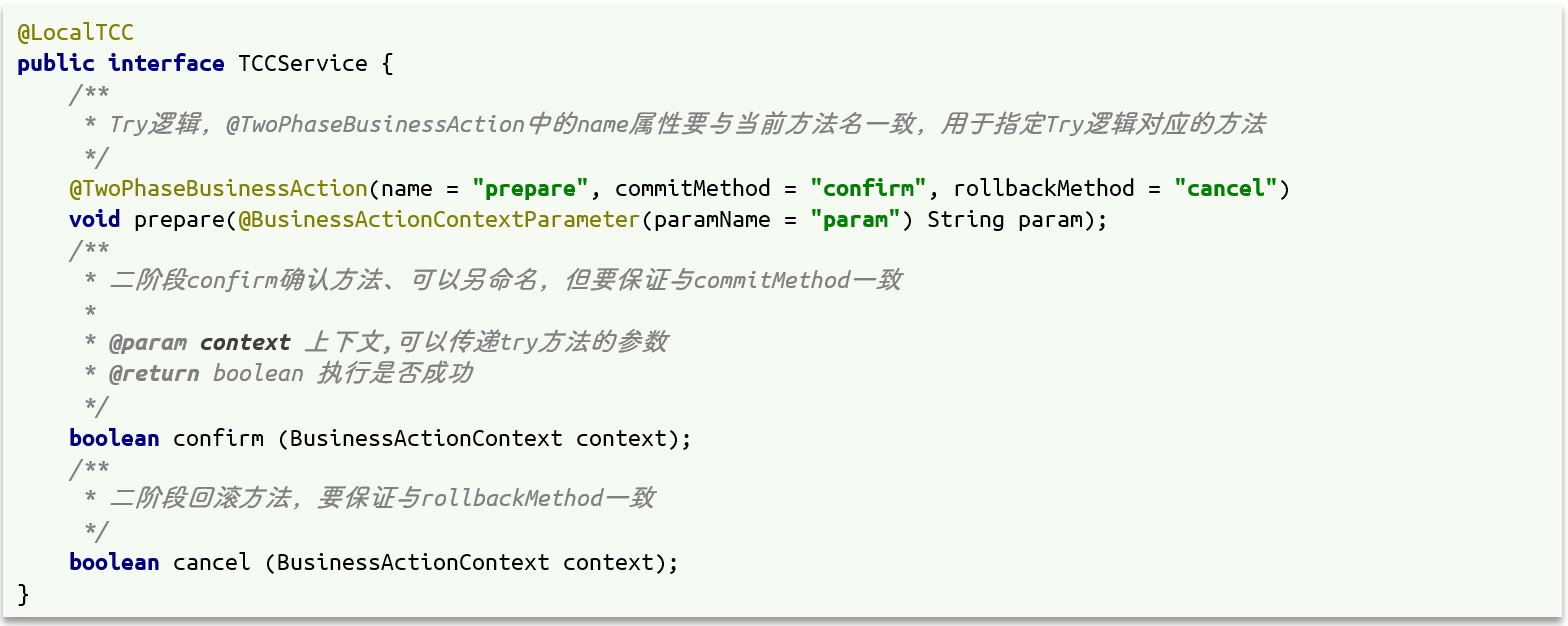 @LocalTCC
public interface TCCService {
    /**
     * Try逻辑，@TwoPhaseBusinessAction中的name属性要与当前方法名一致，用于指定Try逻辑对应的方法
     */
    @TwoPhaseBusinessAction(name = "prepare", commitMethod = "confirm", rollbackMethod = "cancel")
    void prepare(@BusinessActionContextParameter(paramName = "param") String param);
    /**
     * 二阶段confirm确认方法、可以另命名，但要保证与commitMethod一致
     *
     * @param context 上下文,可以传递try方法的参数
     * @return boolean 执行是否成功
     */
    boolean confirm (BusinessActionContext context);
    /**
     * 二阶段回滚方法，要保证与rollbackMethod一致
     */
    boolean cancel (BusinessActionContext context);
}